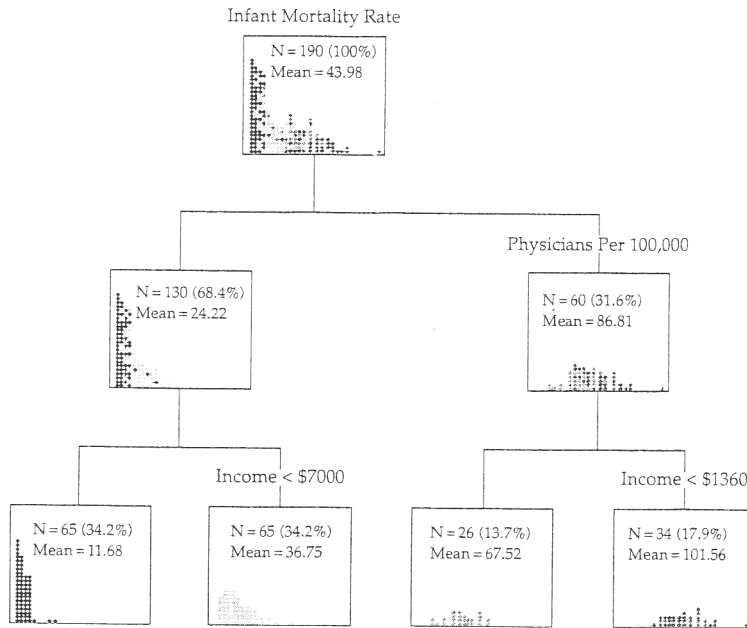 Infant Mortality Rate
N = 190 (100%)
Mean = 43.98
Physicians Per 100,000
N = 130 (68.4%)
Mean = 24.22
N = 60 (31.6%)
Mean = 86.81
Income < $7000
Income < $1360
N = 65 (34.2%)
Mean = 11.68
N = 65 (34.2%)
Mean = 36.75
N = 26 (13.7%)
Mean = 67.52
N = 34 (17.9%)
Mean = 101.56